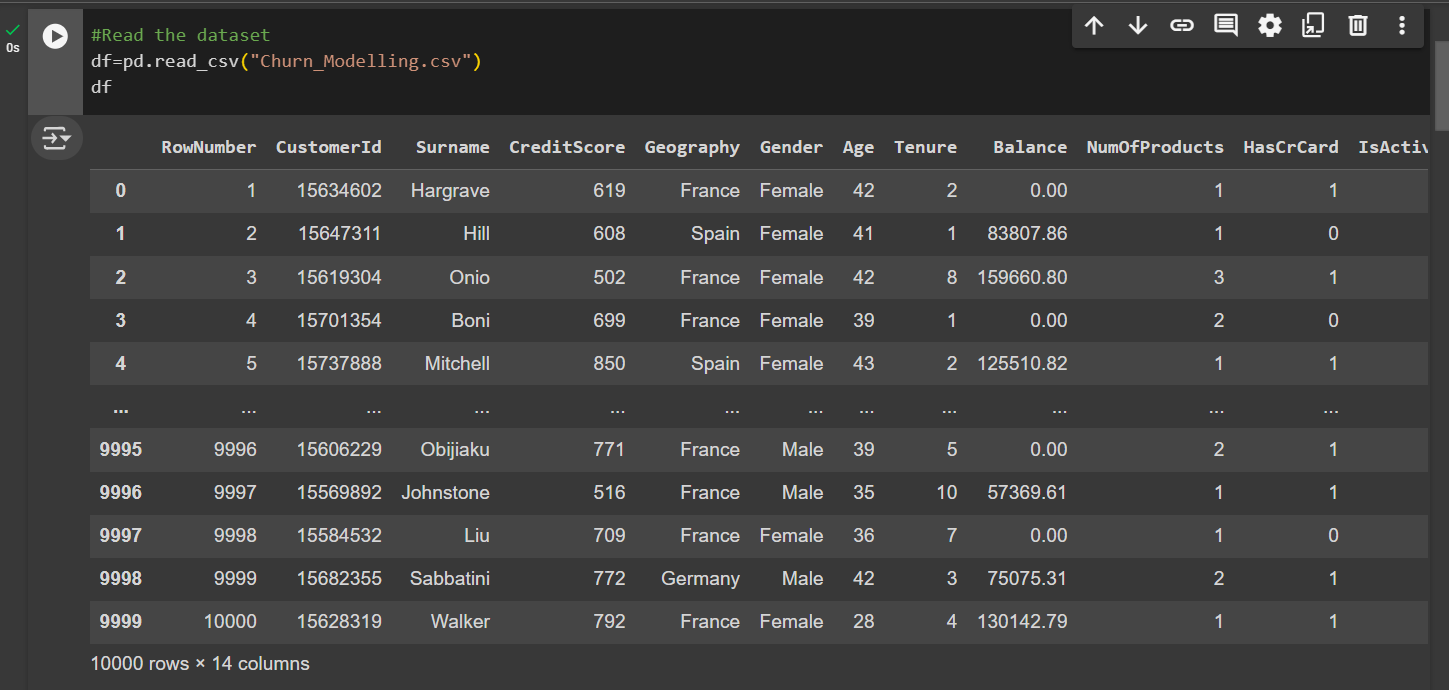 #Read the dataset
0s
df=pd.read_csv("Churn_Modelling.csv")
df
RowNumber CustomerId Surname CreditScore Geography Gender Age Tenure Balance NumOfProducts HasCrCard IsActiv
0 1 15634602 Hargrave 619 France Female 42 2 0.00 1 1
1 2 15647311 Hill 608 Spain Female 41 1 83807.86 1 0
2 3 15619304 Onio 502 France Female 42 8 159660.80 3 1
3 4 15701354 Boni 699 France Female 39 1 0.00 2 0
4 5 15737888 Mitchell 850 Spain Female 43 2 125510.82 1 1
... ... ... ... ... ... ... ... ... ... ... ...
9995 9996 15606229 Obijiaku 771 France Male 39 5 0.00 2 1
9996 9997 15569892 Johnstone 516 France Male 35 10 57369.61 1 1
9997 9998 15584532 Liu 709 France Female 36 7 0.00 1 0
9998 9999 15682355 Sabbatini 772 Germany Male 42 3 75075.31 2 1
9999 10000 15628319 Walker 792 France Female 28 4 130142.79 1 1
10000 rows × 14 columns